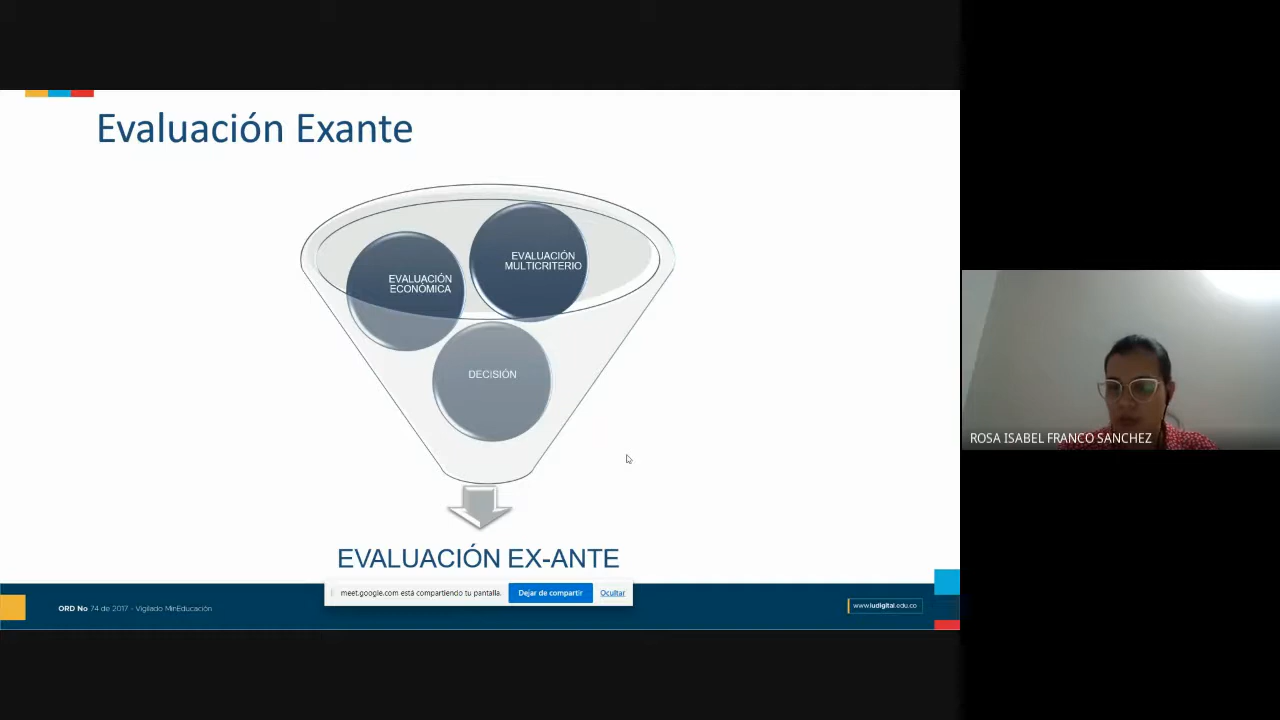 Evaluación Exante
EVALUACIÓN
MULTICRITERIO
EVALUACIÓN
ECONÓMICA
DECISIÓN
EVALUACIÓN EX-ANTE
meet.google.com está compartiendo tu pantalla.
Dejar de compartir
Ocultar
ORD No 74 de 2017 - Vigilado MinEducación
www.iudigital.edu.co
ROSA ISABEL FRANCO SANCHEZ